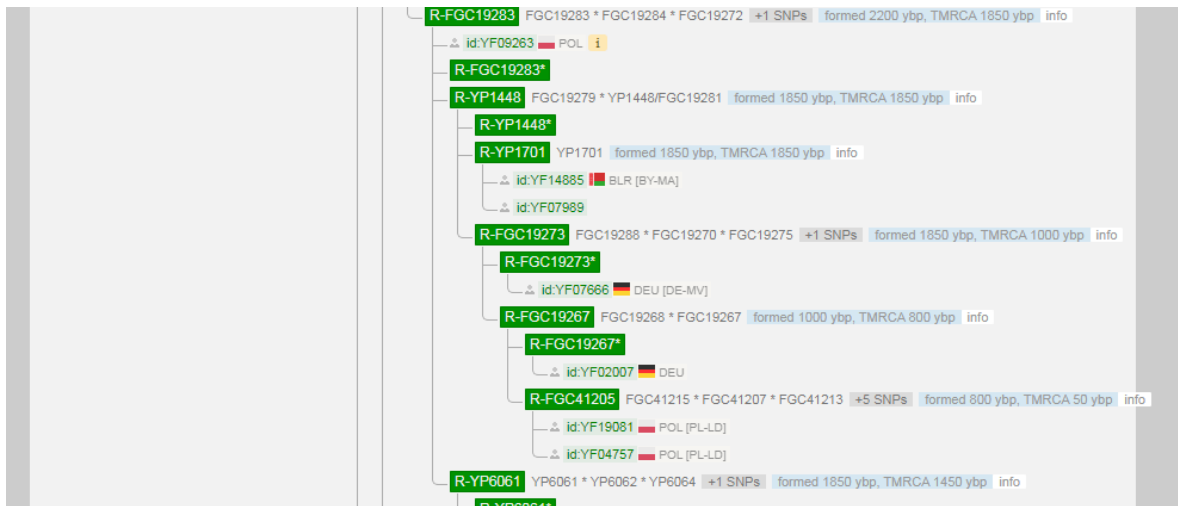 R-FGC19283 FGC19283 * FGC19284 * FGC19272 +1 SNPs formed 2200 ybp, TMRCA 1850 ybp info
id:YF09263 POL i
R-FGC19283*
R-YP1448 FGC19279 * YP1448/FGC19281 formed 1850 ybp, TMRCA 1850 ybp info
R-YP1448*
R-YP1701 YP1701 formed 1850 ybp, TMRCA 1850 ybp info
id:YF14885 BLR [BY-MA]
id:YF07989
R-FGC19273 FGC19288 * FGC19270 * FGC19275 +1 SNPs formed 1850 ybp, TMRCA 1000 ybp info
R-FGC19273*
id:YF07666 DEU [DE-MV]
R-FGC19267 FGC19268 * FGC19267 formed 1000 ybp, TMRCA 800 ybp info
R-FGC19267*
id:YF02007 DEU
R-FGC41205 FGC41215 * FGC41207 * FGC41213 +5 SNPs formed 800 ybp, TMRCA 50 ybp info
id:YF19081 POL [PL-LD]
id:YF04757 POL [PL-LD]
R-YP6061 YP6061 * YP6062 * YP6064 +1 SNPs formed 1850 ybp, TMRCA 1450 ybp info